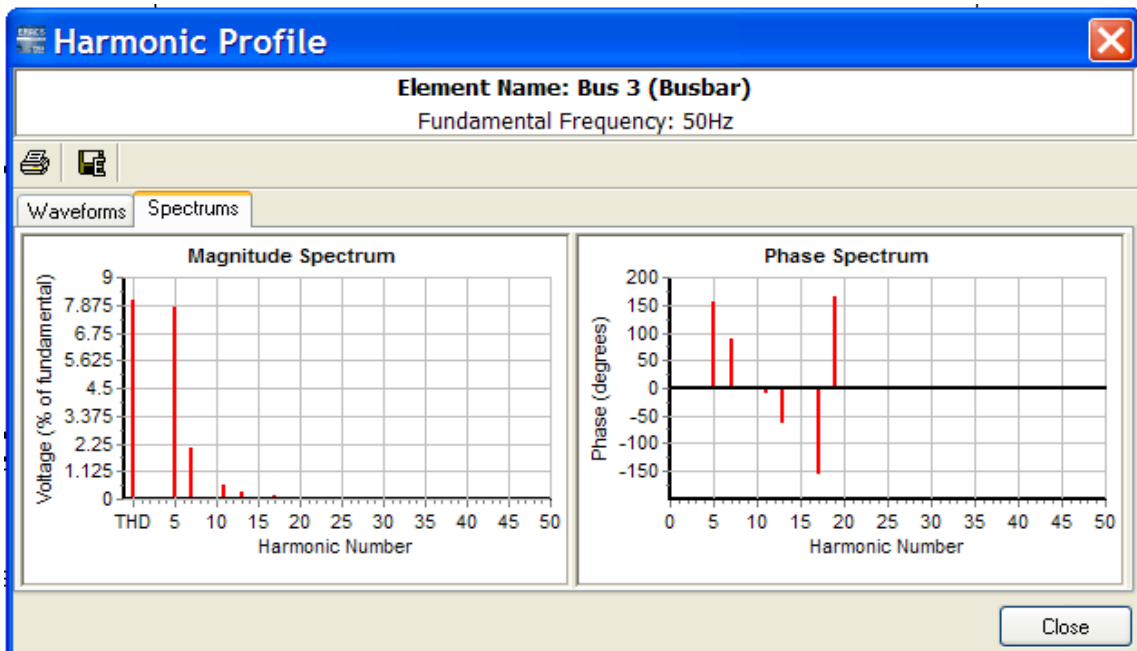 Harmonic Profile
Element Name: Bus 3 (Busbar)
Fundamental Frequency: 50Hz
Waveforms
Spectrums
Magnitude Spectrum
Voltage (% of fundamental)
9
7.875
6.75
5.625
4.5
3.375
2.25
1.125
0
THD 5 10 15 20 25 30 35 40 45 50
Harmonic Number
Phase Spectrum
Phase (degrees)
200
150
100
50
0
-50
-100
-150
0 5 10 15 20 25 30 35 40 45 50
Harmonic Number
Close